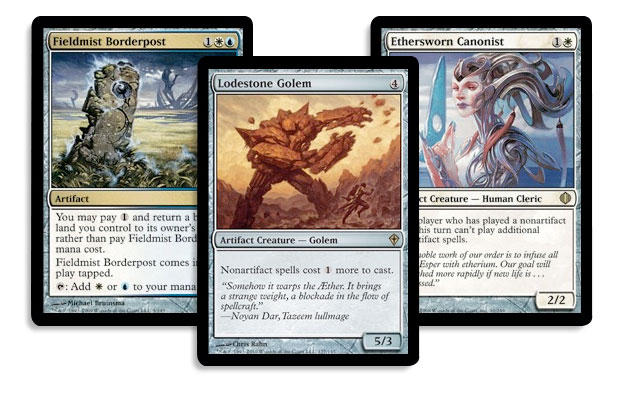 Fieldmist Borderpost 1
Artifact
You may pay 1 and return a b
land you control to its owner's
rather than pay Fieldmist Bor
mana cost.
Fieldmist Borderpost comes i
play tapped.
: Add or to your mana
Michael Bruinsma
Lodestone Golem 4
Artifact Creature — Golem
Nonartifact spells cost 1 more to cast.
"Somehow it warps the Æther. It brings
a strange weight, a blockade in the flow of
spellcraft."
—Noyan Dar, Tazeem lullmage
5/3
Chris Rahn
Ethersworn Canonist 1
ct Creature — Human Cleric
player who has played a nonartifact
this turn can't play additional
artifact spells.
noble work of our order is to infuse all
Esper with etherium. Our goal will
ched more rapidly if new life is . . .
ssed."
2/2